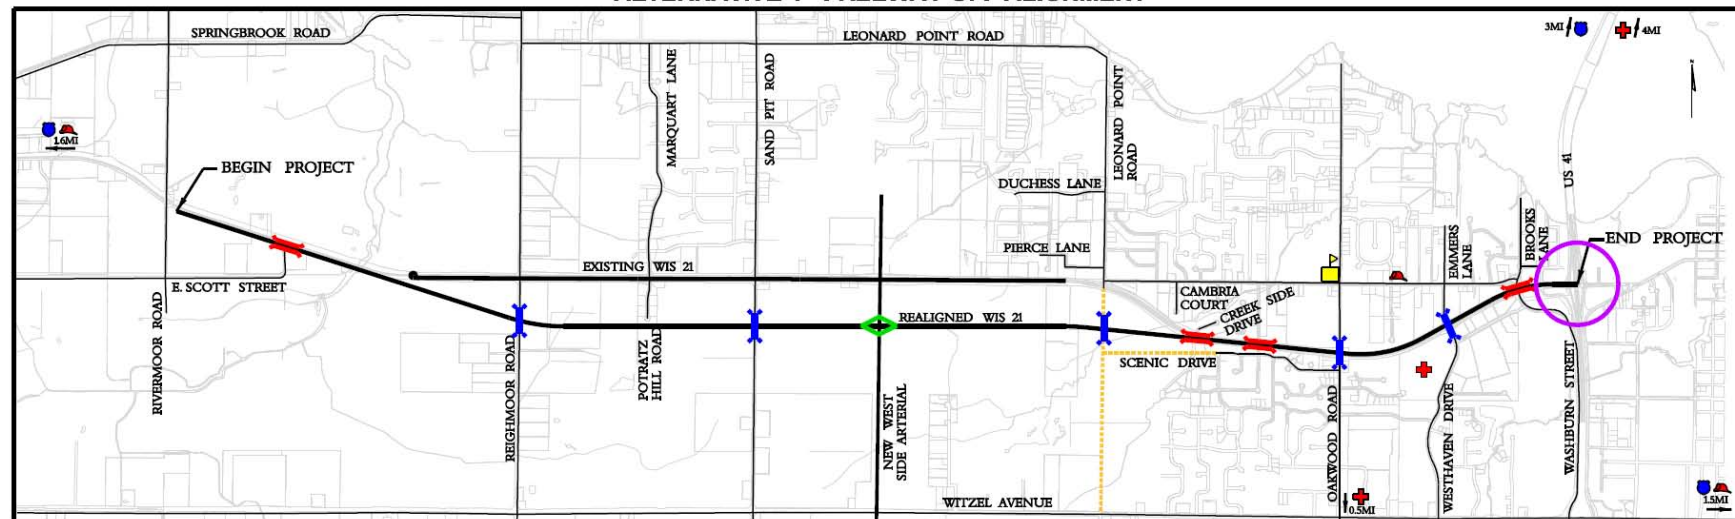 SPRINGBROOK ROAD
LEONARD POINT ROAD
3MI
4MI
N
MARQUART LANE
SAND PIT ROAD
LEONARD POINT
ROAD
US 41
1.6MI
BEGIN PROJECT
DUCHESS LANE
PIERCE LANE
EMMERS
LANE
BROOKS
LANE
END PROJECT
EXISTING WIS 21
E. SCOTT STREET
CAMBRIA
COURT
CREEK SIDE
DRIVE
REALIGNED WIS 21
RIVERMOOR ROAD
REIGHMOOR ROAD
POTRATZ
HILL ROAD
NEW WEST
SIDE ARTERIAL
SCENIC DRIVE
OAKWOOD ROAD
WESTHAVEN DRIVE
WASHBURN STREET
WITZEL AVENUE
0.5MI
1.5MI